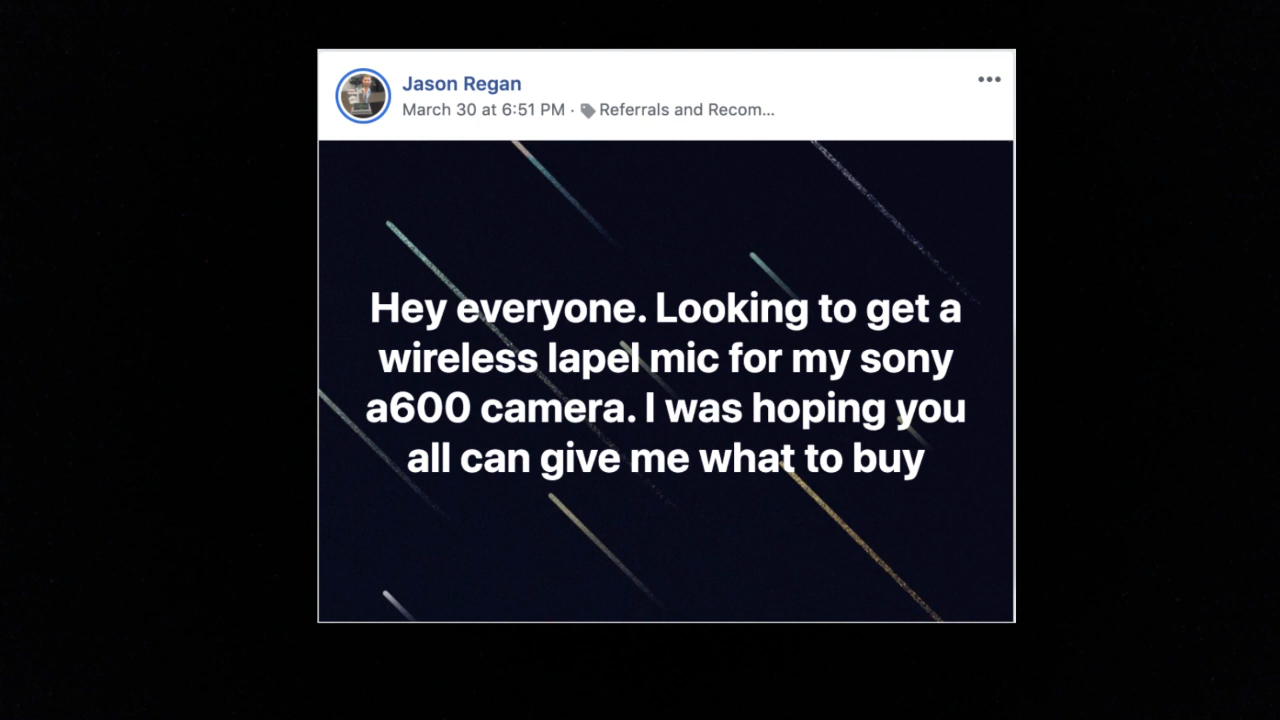 Jason Regan
March 30 at 6:51 PM · Referrals and Recom...
Hey everyone. Looking to get a
wireless lapel mic for my sony
a600 camera. I was hoping you
all can give me what to buy